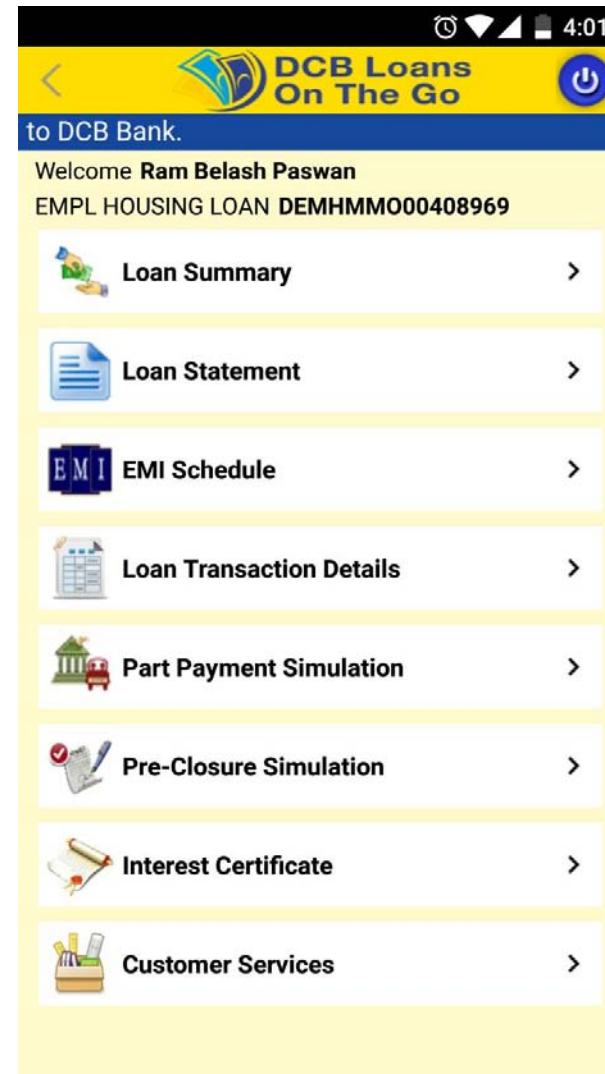 4:01
DCB Loans
On The Go
to DCB Bank.
Welcome Ram Belash Paswan
EMPL HOUSING LOAN DEMHMMO00408969
Loan Summary
Loan Statement
EMI EMI Schedule
Loan Transaction Details
Part Payment Simulation
Pre-Closure Simulation
Interest Certificate
Customer Services